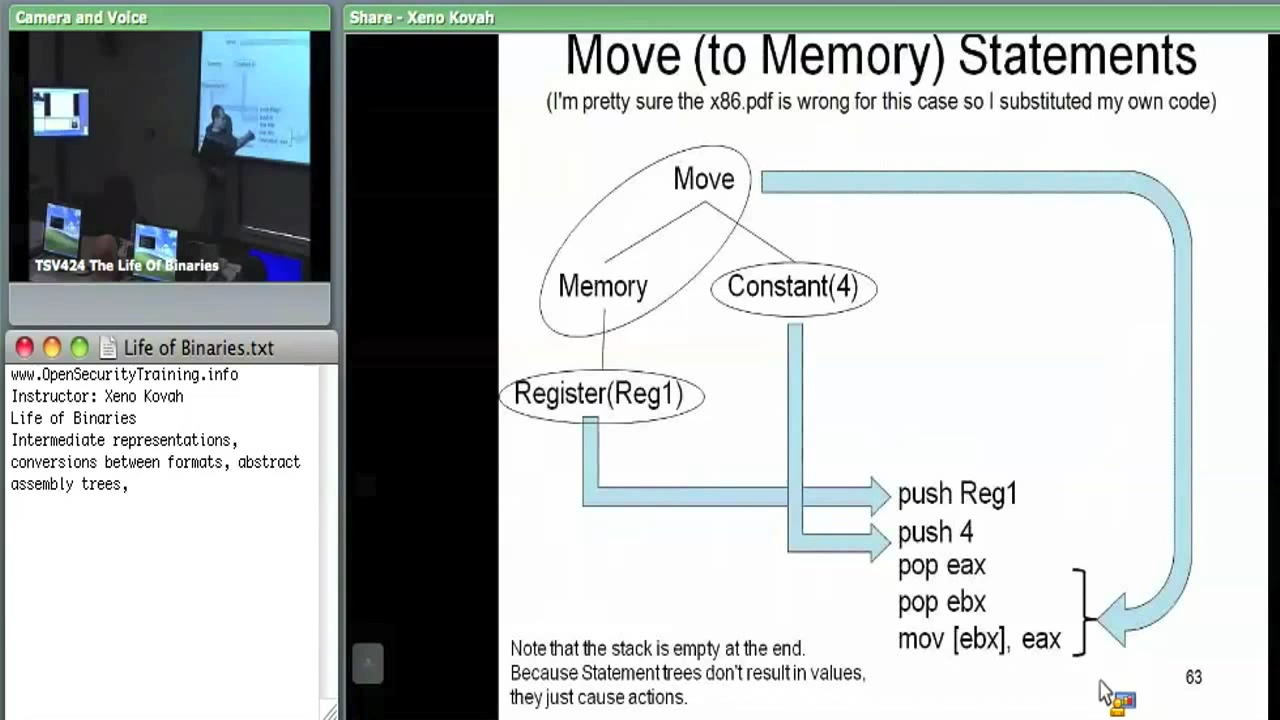 Camera and Voice
TSV424 The Life Of Binaries
Life of Binaries.txt
www.OpenSecurityTraining.info
Instructor: Xeno Kovah
Life of Binaries
Intermediate representations,
conversions between formats, abstract
assembly trees,
Share - Xeno Kovah
Move (to Memory) Statements
(I'm pretty sure the x86.pdf is wrong for this case so I substituted my own code)
Move
Memory
Constant(4)
Register(Reg1)
push Reg1
push 4
pop eax
pop ebx
mov [ebx], eax
Note that the stack is empty at the end.
Because Statement trees don't result in values,
they just cause actions.
63